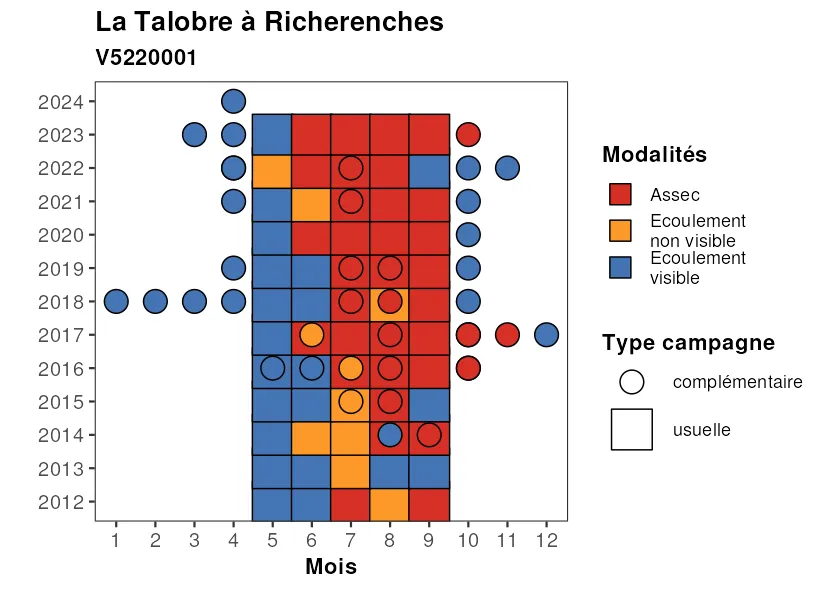 La Talobre à Richerenches
V5220001
2024
2023
2022
2021
2020
2019
2018
2017
2016
2015
2014
2013
2012
1 2 3 4 5 6 7 8 9 10 11 12
Mois
Modalités
Assec
Ecoulement
non visible
Ecoulement
visible
Type campagne
complémentaire
usuelle